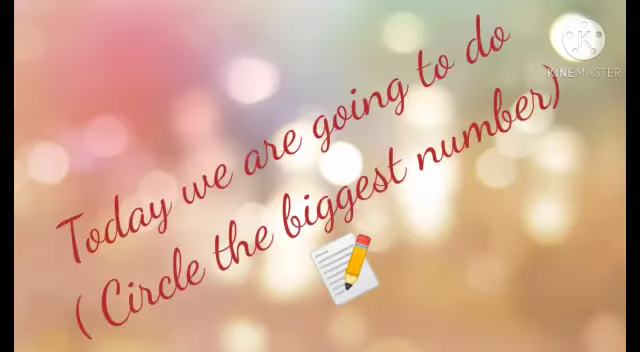 Today we are going to do
( Circle the biggest number)
KINEMASTER